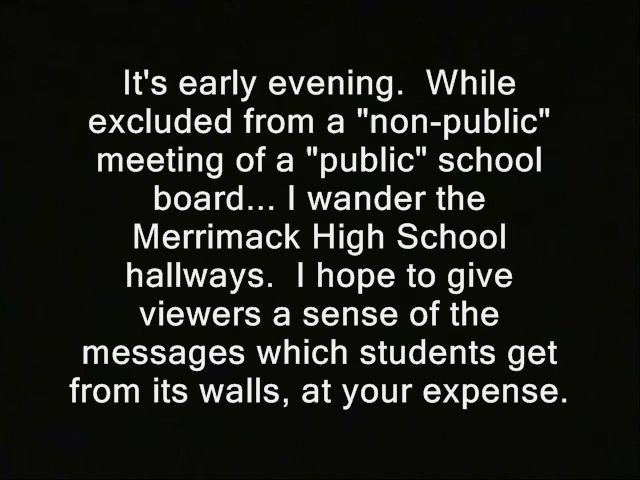 It's early evening.  While
excluded from a "non-public"
meeting of a "public" school
board... I wander the
Merrimack High School
hallways.  I hope to give
viewers a sense of the
messages which students get
from its walls, at your expense.